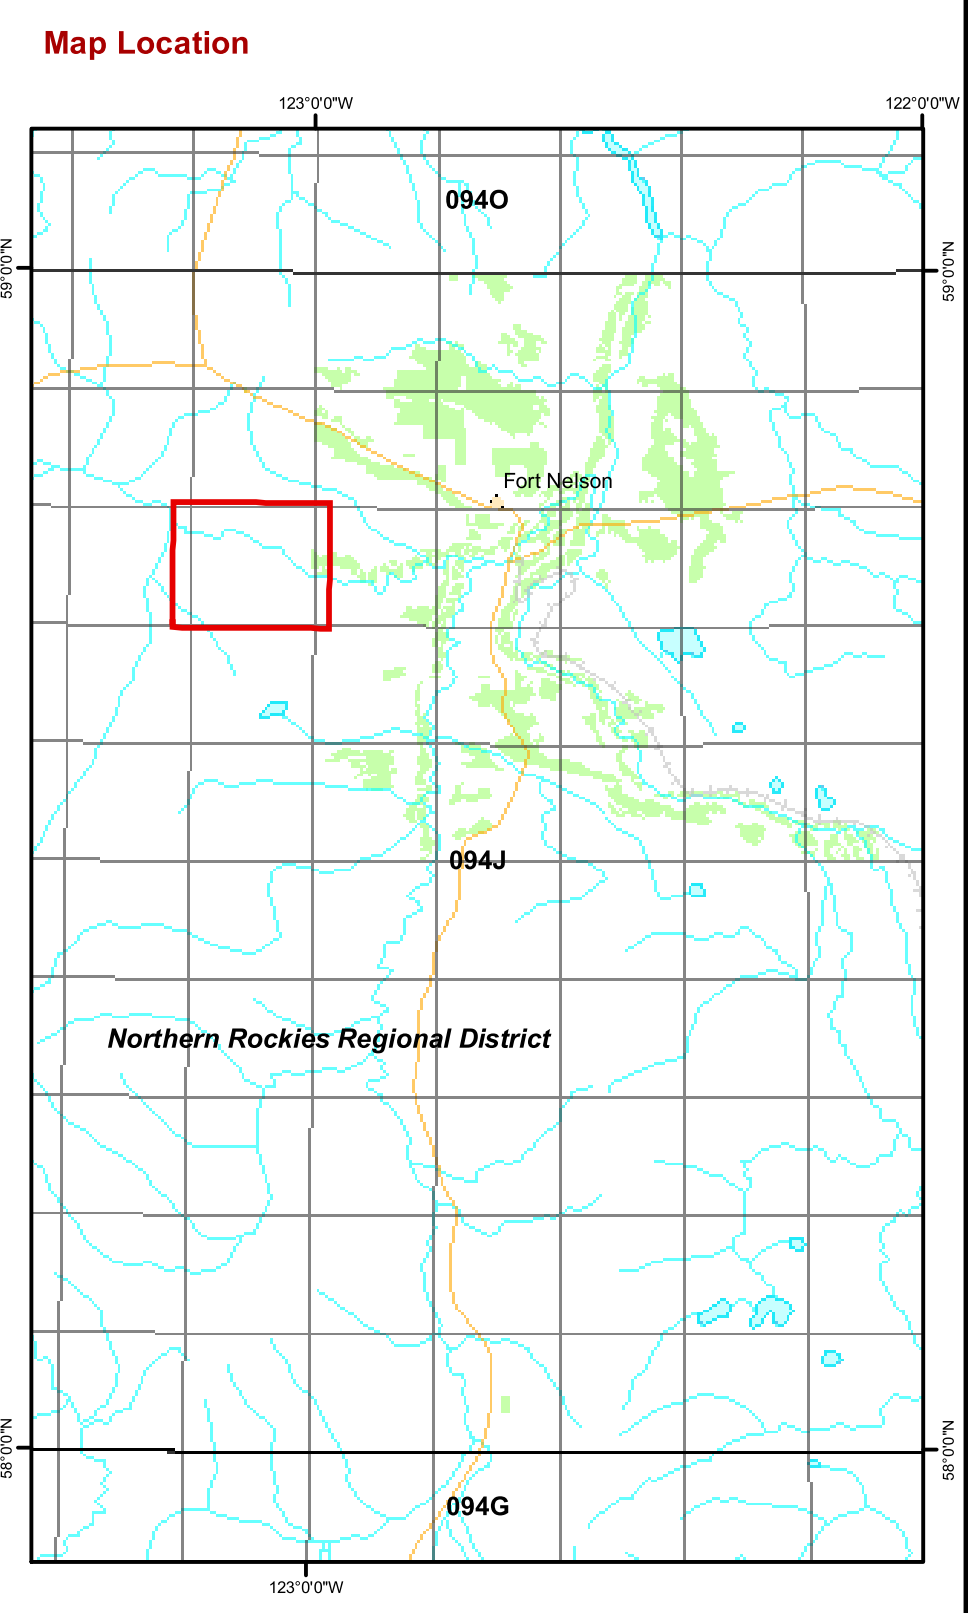 Map Location
123°0'0"W
122°0'0"W
094O
59°0'0"N
59°0'0"N
Fort Nelson
094J
Northern Rockies Regional District
58°0'0"N
58°0'0"N
094G
123°0'0"W